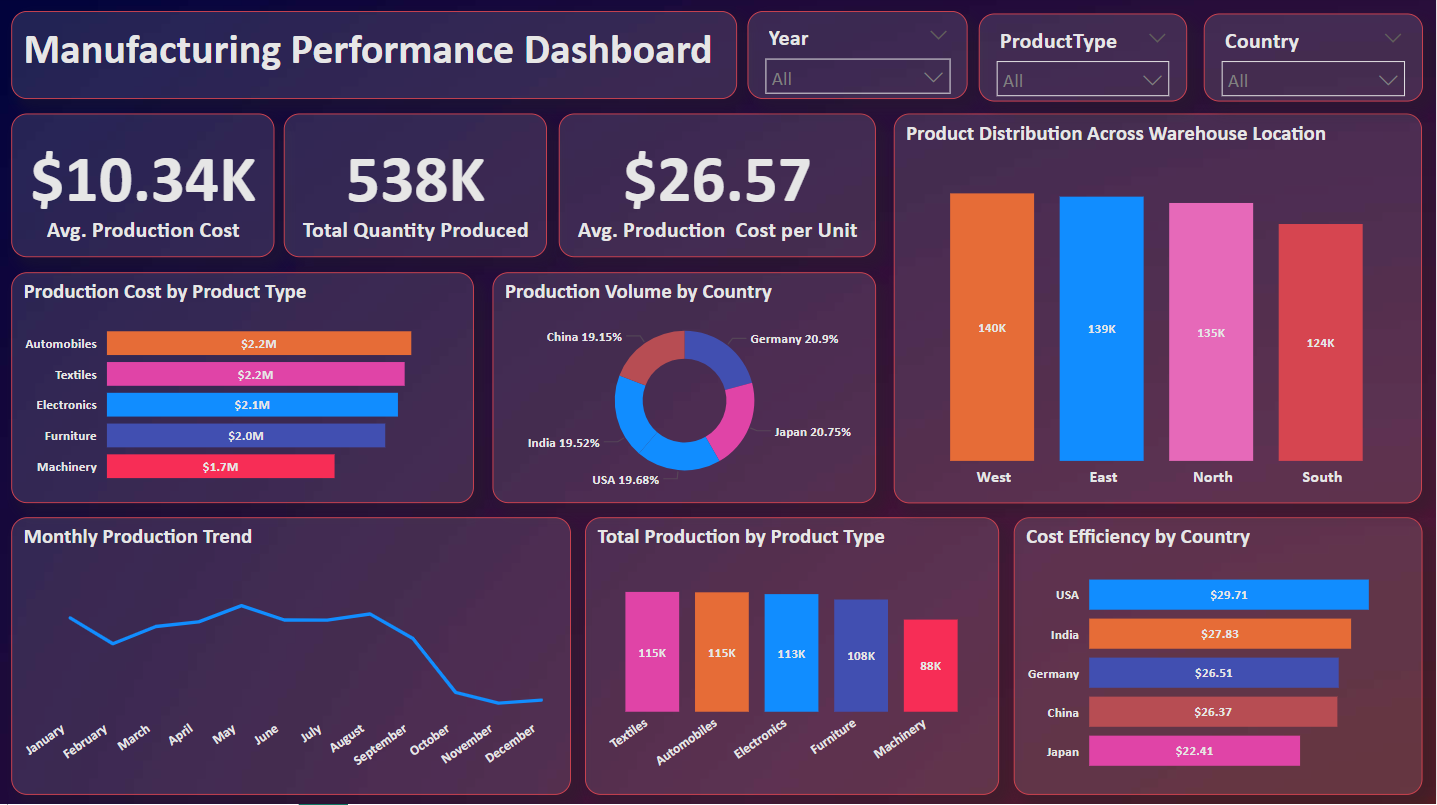 Manufacturing Performance Dashboard
Year
All
ProductType
All
Country
All
$10.34K
Avg. Production Cost
538K
Total Quantity Produced
$26.57
Avg. Production  Cost per Unit
Product Distribution Across Warehouse Location
140K
139K
135K
124K
West
East
North
South
Production Cost by Product Type
Automobiles
$2.2M
Textiles
$2.2M
Electronics
$2.1M
Furniture
$2.0M
Machinery
$1.7M
Production Volume by Country
China 19.15%
Germany 20.9%
Japan 20.75%
India 19.52%
USA 19.68%
Monthly Production Trend
January
February
March
April
May
June
July
August
September
October
November
December
Total Production by Product Type
115K
115K
113K
108K
88K
Textiles
Automobiles
Electronics
Furniture
Machinery
Cost Efficiency by Country
USA
$29.71
India
$27.83
Germany
$26.51
China
$26.37
Japan
$22.41